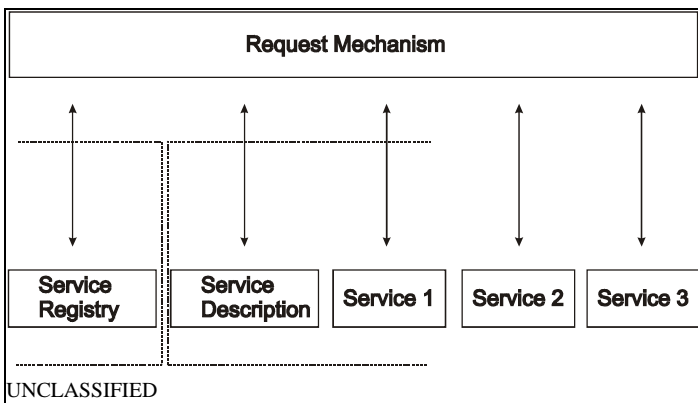 Request Mechanism
Service
Registry
Service
Description
Service 1
Service 2
Service 3
UNCLASSIFIED